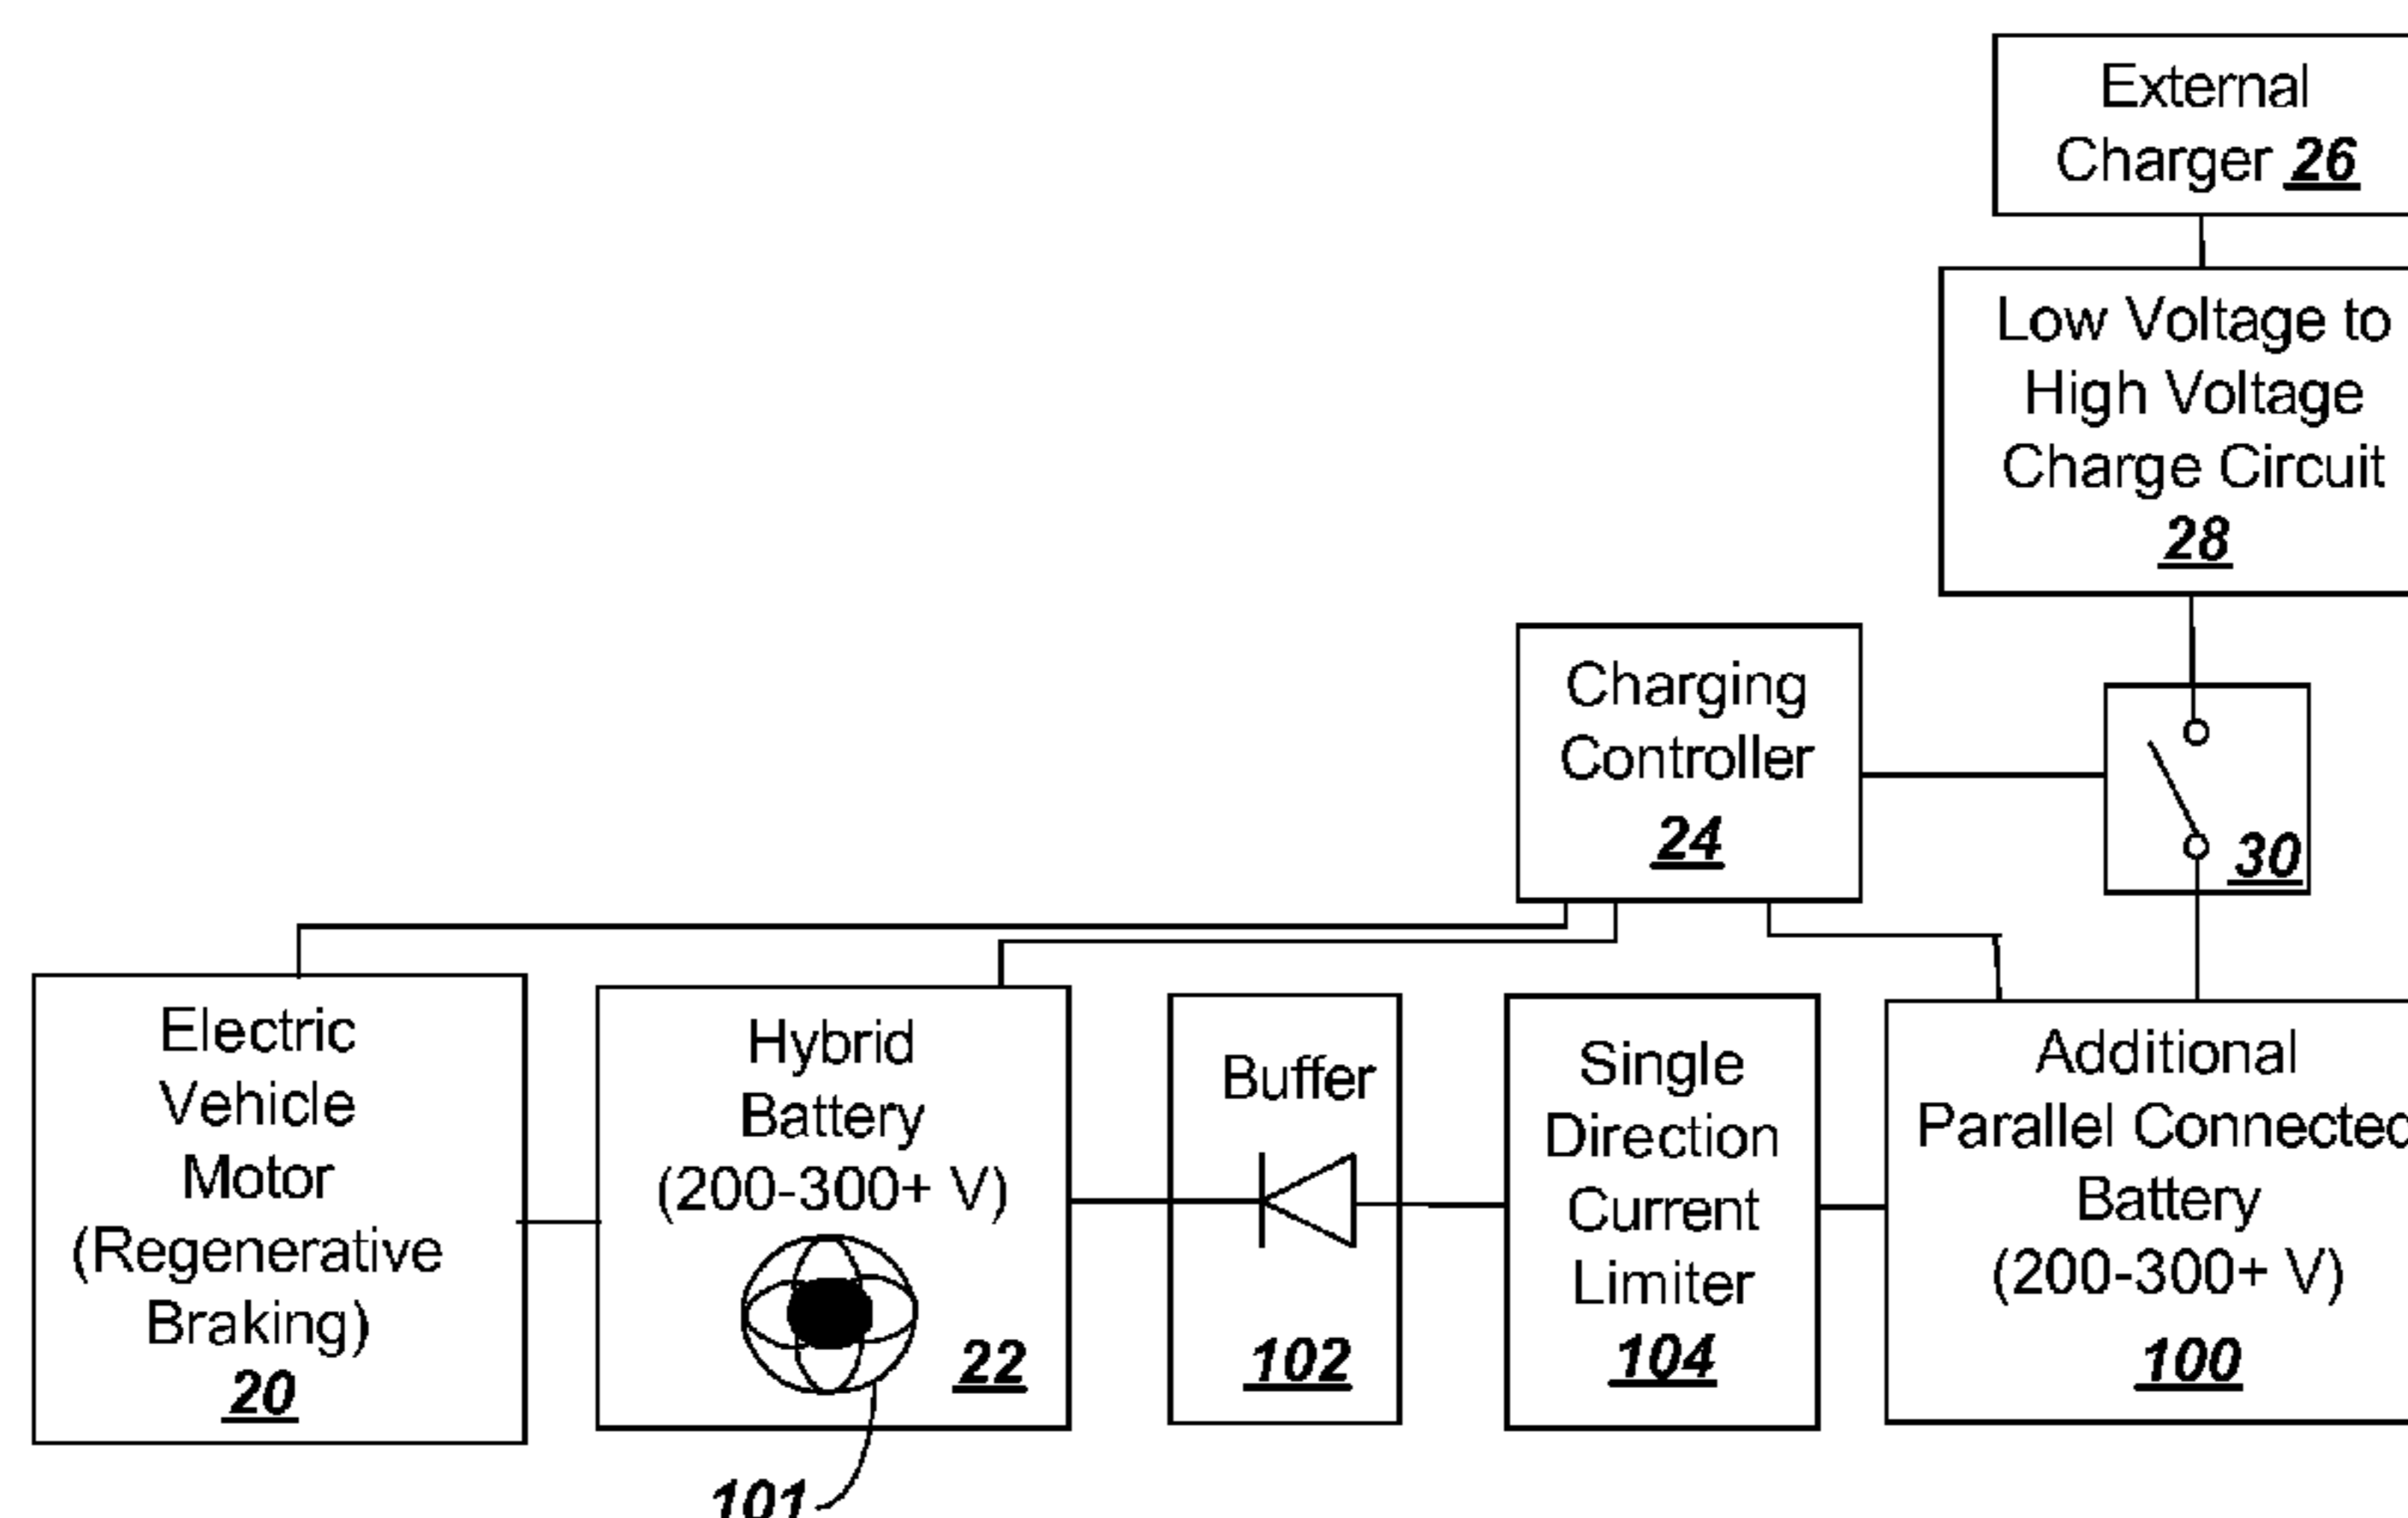 External
Charger 26
Low Voltage to
High Voltage
Charge Circuit
28
Charging
Controller
24
30
Electric
Vehicle
Motor
(Regenerative
Braking)
20
Hybrid
Battery
(200-300+ V)
22
101
Buffer
102
Single
Direction
Current
Limiter
104
Additional
Parallel Connected
Battery
(200-300+ V)
100